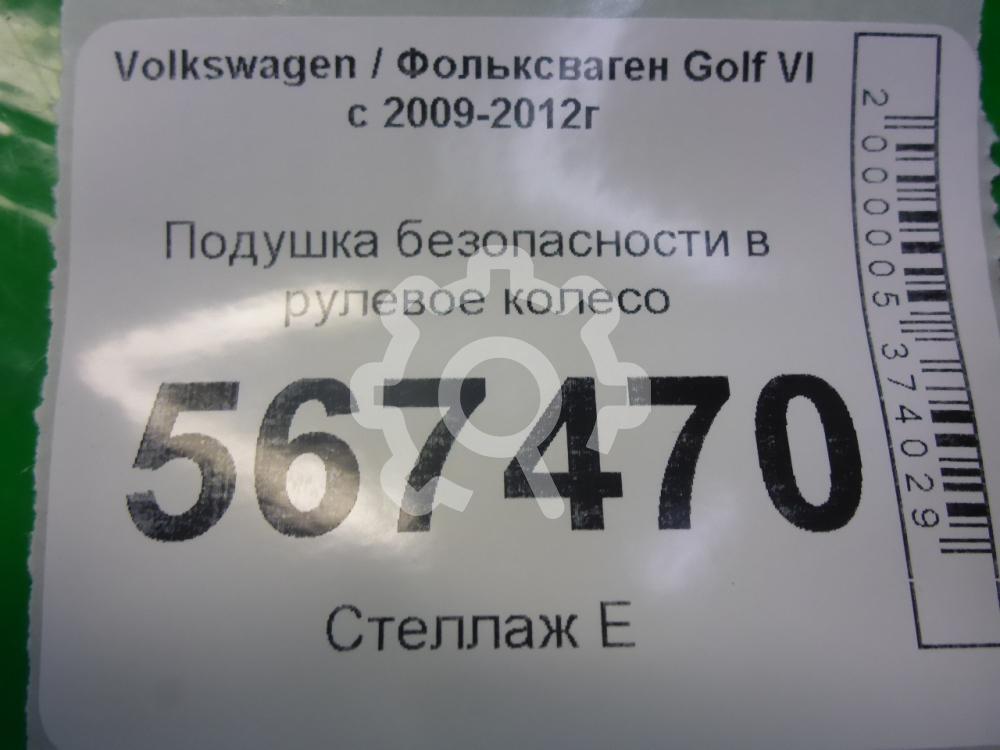 Volkswagen / Фольксваген Golf VI
с 2009-2012г
Подушка безопасности в
рулевое колесо
567470
Стеллаж Е
2000005374029